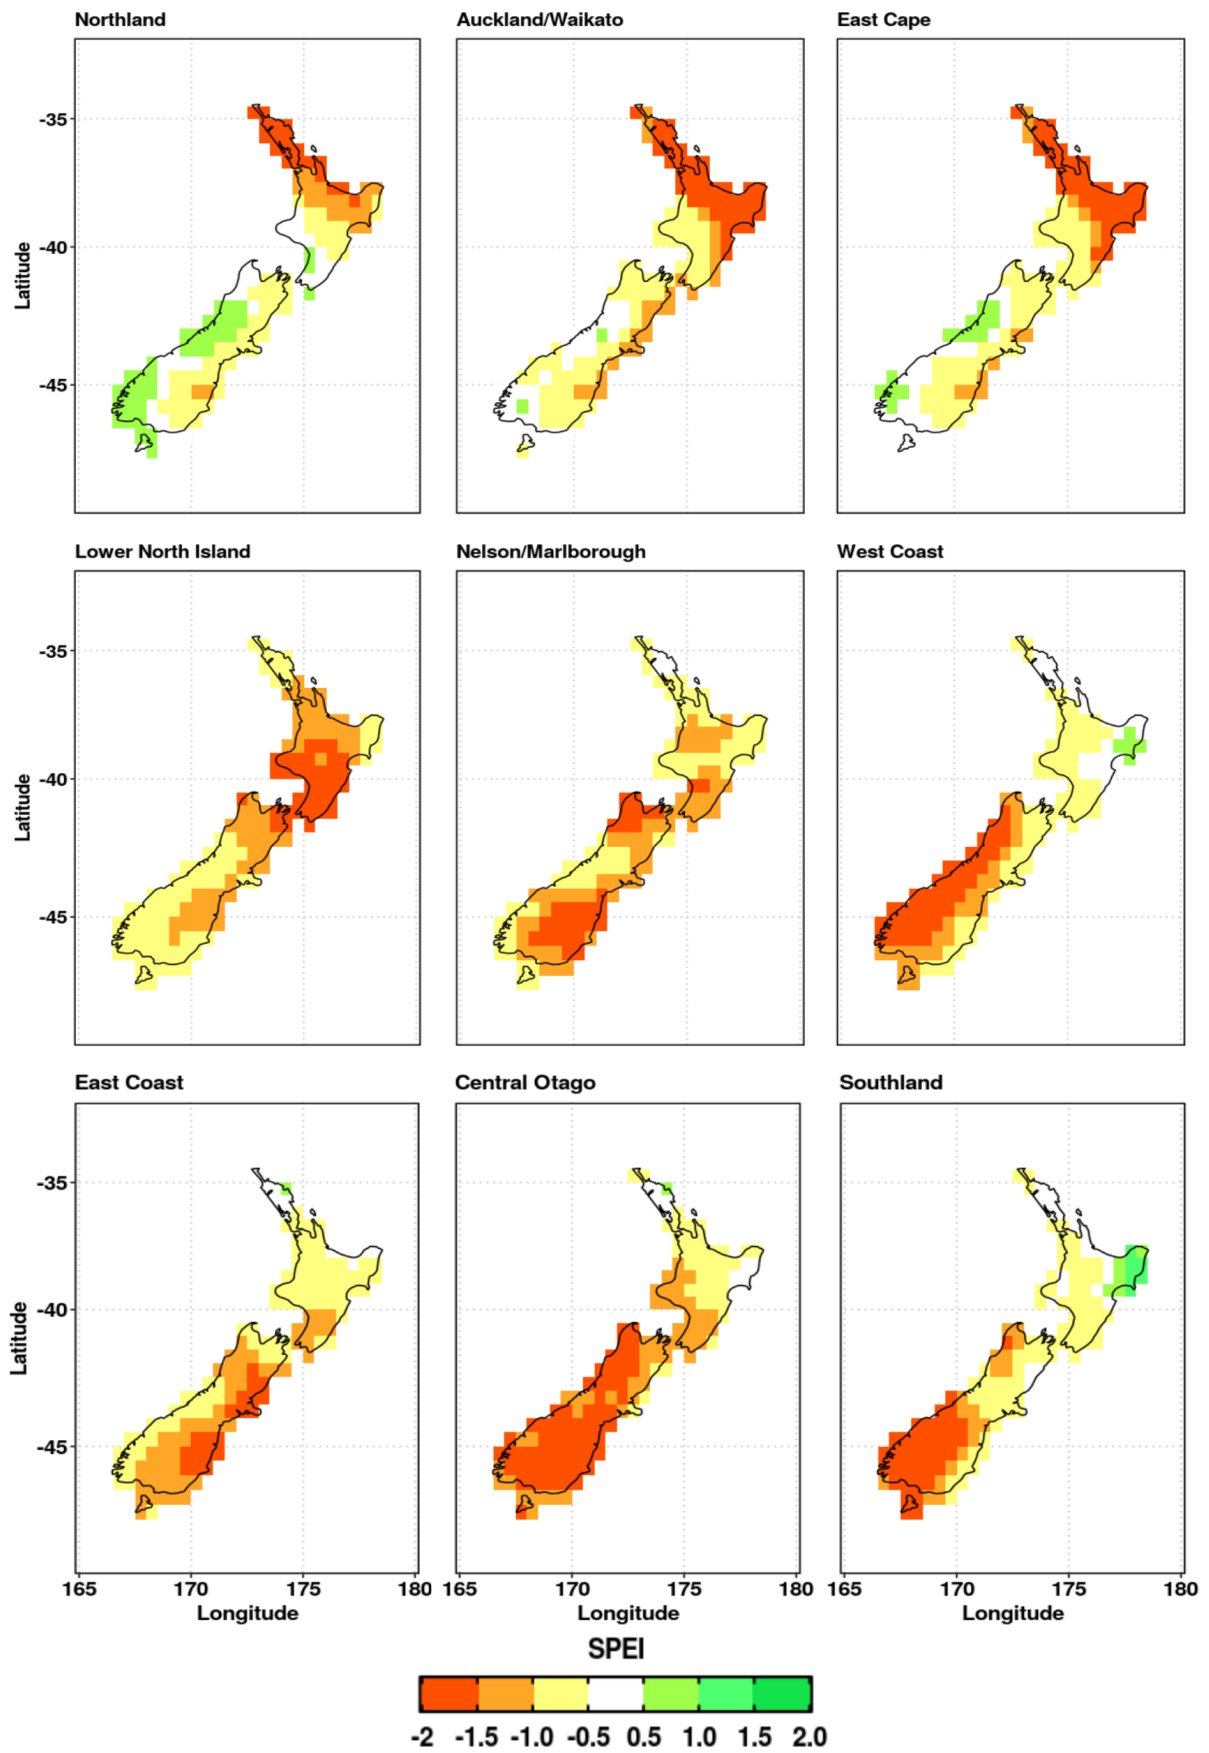 Northland Auckland/Waikato East Cape
-35
-40
-45
Latitude
Lower North Island Nelson/Marlborough West Coast
-35
-40
-45
Latitude
East Coast Central Otago Southland
-35
-40
-45
Latitude
165 170 175 180 165 170 175 180 165 170 175 180
Longitude Longitude Longitude
SPEI
-2 -1.5 -1.0 -0.5 0.5 1.0 1.5 2.0